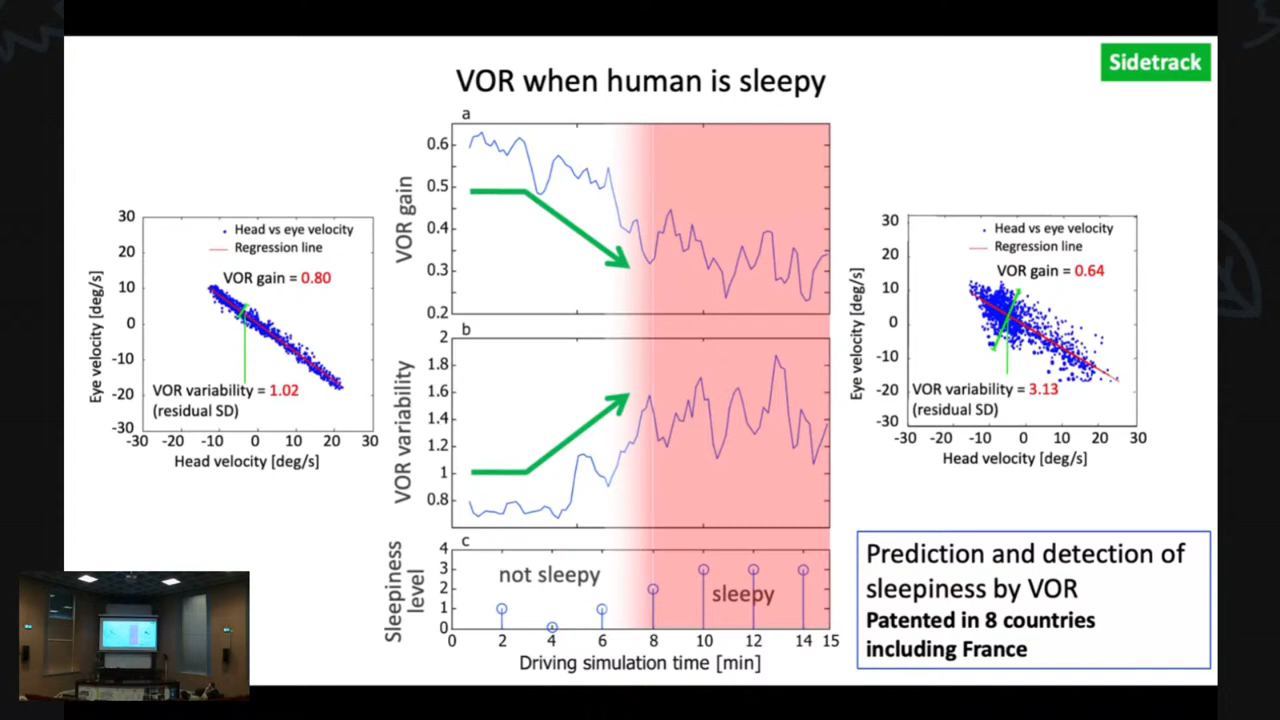 Sidetrack
VOR when human is sleepy
a
0.6
0.5
0.4
0.3
0.2
VOR gain
b
2
1.8
1.6
1.4
1.2
1
0.8
VOR variability
c
4
3
2
1
0
Sleepiness
level
not sleepy
sleepy
0 2 4 6 8 10 12 14 15
Driving simulation time [min]
30
20
10
0
-10
-20
-30
Eye velocity [deg/s]
Head vs eye velocity
Regression line
VOR gain = 0.80
VOR variability = 1.02
(residual SD)
-30 -20 -10 0 10 20 30
Head velocity [deg/s]
30
20
10
0
-10
-20
-30
Eye velocity [deg/s]
Head vs eye velocity
Regression line
VOR gain = 0.64
VOR variability = 3.13
(residual SD)
-30 -20 -10 0 10 20 30
Head velocity [deg/s]
Prediction and detection of
sleepiness by VOR
Patented in 8 countries
including France